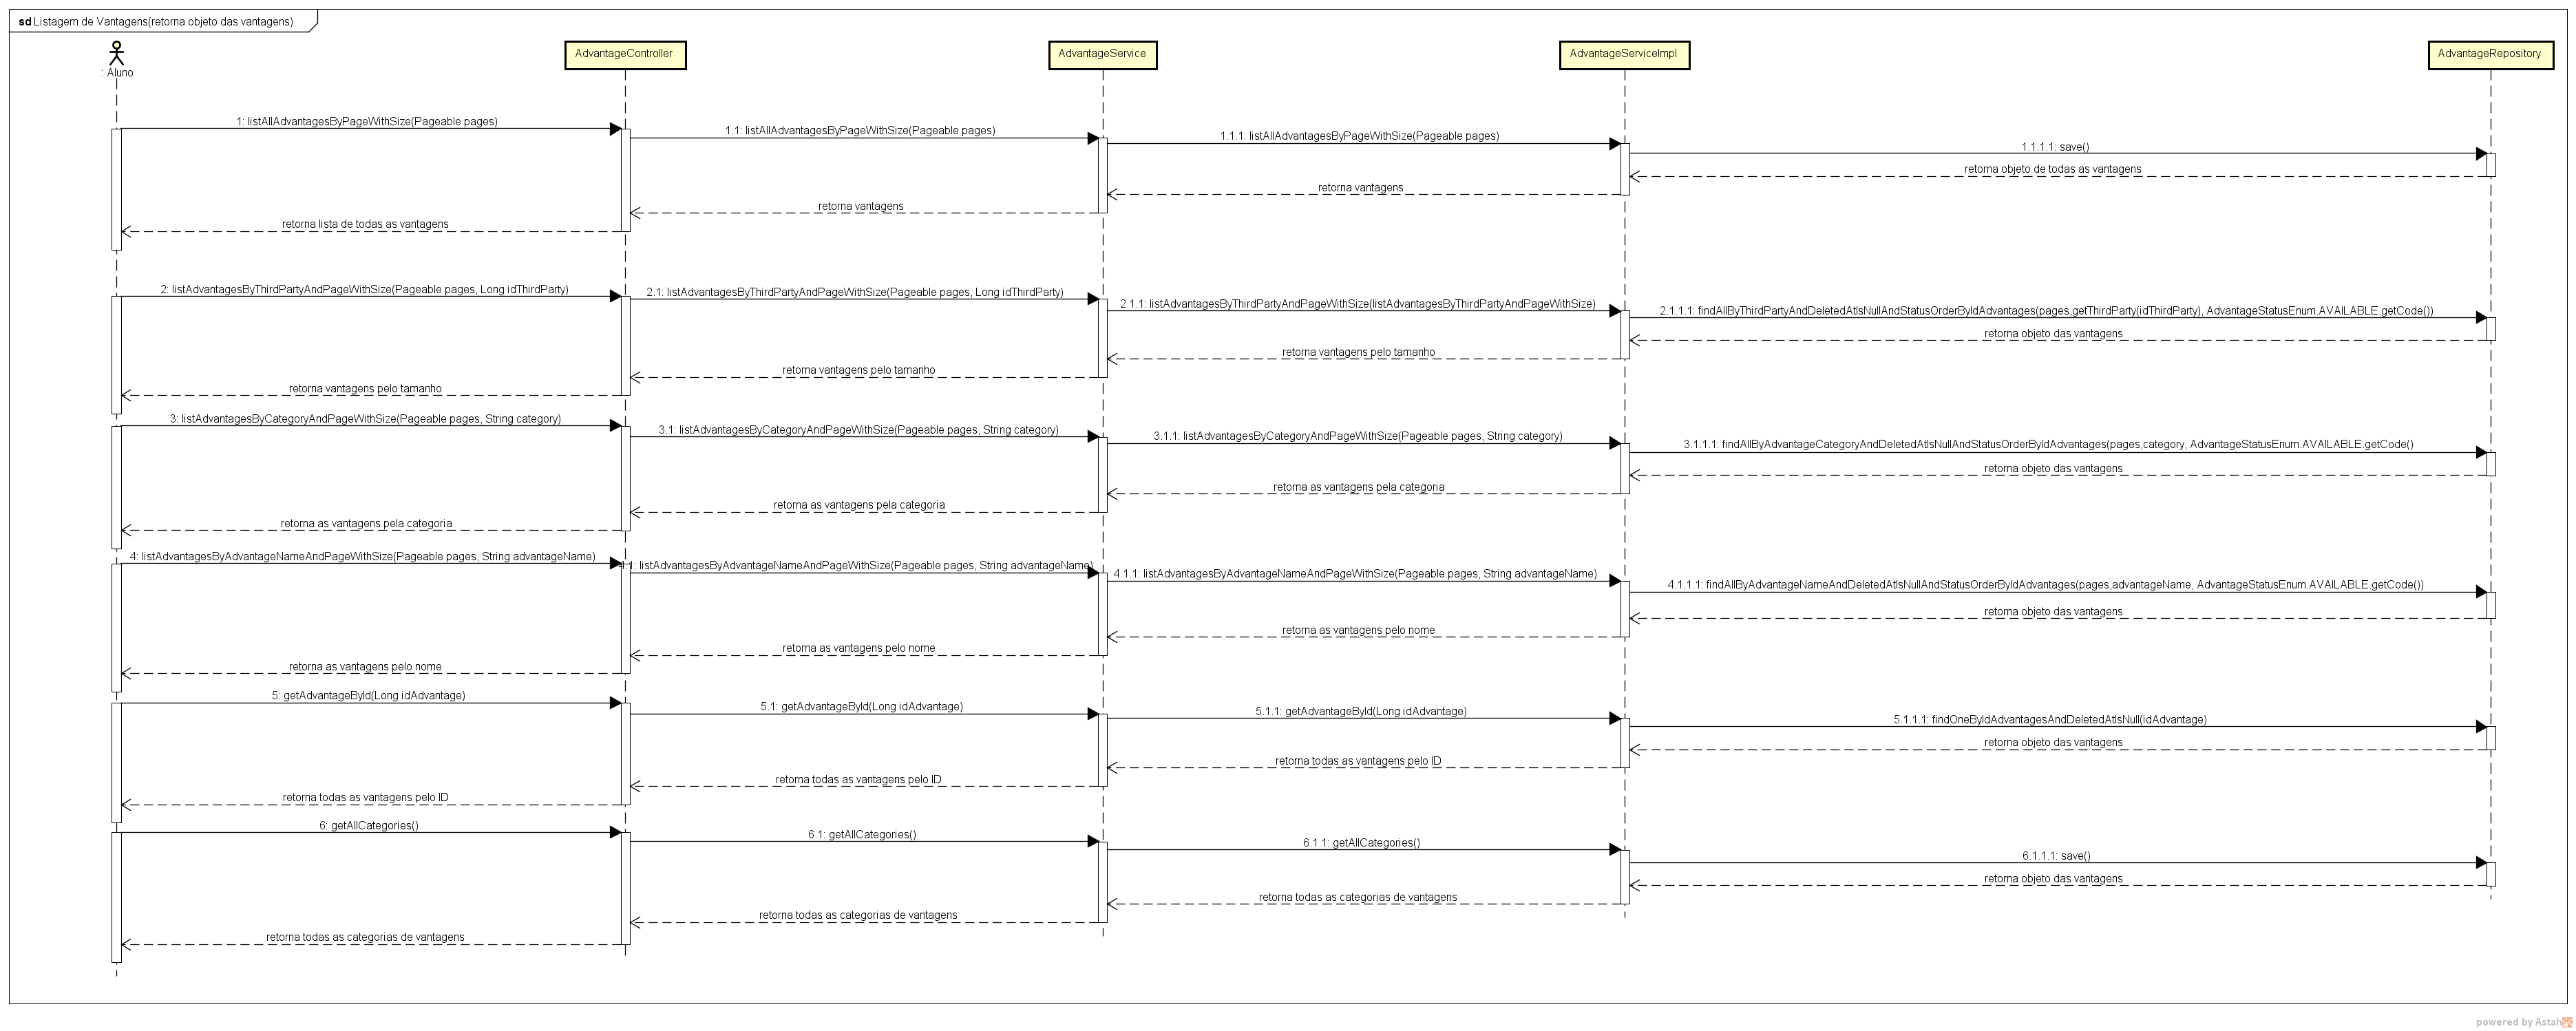 sd Listagem de Vantagens(retorna objeto das vantagens)
: Aluno
AdvantageController
AdvantageService
AdvantageServiceImpl
AdvantageRepository
1: listAllAdvantagesByPageWithSize(Pageable pages)
1.1: listAllAdvantagesByPageWithSize(Pageable pages)
1.1.1: listAllAdvantagesByPageWithSize(Pageable pages)
1.1.1.1: save()
retorna objeto de todas as vantagens
retorna vantagens
retorna vantagens
retorna lista de todas as vantagens
2: listAdvantagesByThirdPartyAndPageWithSize(Pageable pages, Long idThirdParty)
2.1: listAdvantagesByThirdPartyAndPageWithSize(Pageable pages, Long idThirdParty)
2.1.1: listAdvantagesByThirdPartyAndPageWithSize(listAdvantagesByThirdPartyAndPageWithSize)
2.1.1.1: findAllByThirdPartyAndDeletedAtIsNullAndStatusOrderByIdAdvantages(pages,getThirdParty(idThirdParty), AdvantageStatusEnum.AVAILABLE.getCode())
retorna objeto das vantagens
retorna vantagens pelo tamanho
retorna vantagens pelo tamanho
retorna vantagens pelo tamanho
3: listAdvantagesByCategoryAndPageWithSize(Pageable pages, String category)
3.1: listAdvantagesByCategoryAndPageWithSize(Pageable pages, String category)
3.1.1: listAdvantagesByCategoryAndPageWithSize(Pageable pages, String category)
3.1.1.1: findAllByAdvantageCategoryAndDeletedAtIsNullAndStatusOrderByIdAdvantages(pages,category, AdvantageStatusEnum.AVAILABLE.getCode()
retorna objeto das vantagens
retorna as vantagens pela categoria
retorna as vantagens pela categoria
retorna as vantagens pela categoria
4: listAdvantagesByAdvantageNameAndPageWithSize(Pageable pages, String advantageName)
4.1: listAdvantagesByAdvantageNameAndPageWithSize(Pageable pages, String advantageName)
4.1.1: listAdvantagesByAdvantageNameAndPageWithSize(Pageable pages, String advantageName)
4.1.1.1: findAllByAdvantageNameAndDeletedAtIsNullAndStatusOrderByIdAdvantages(pages,advantageName, AdvantageStatusEnum.AVAILABLE.getCode())
retorna objeto das vantagens
retorna as vantagens pelo nome
retorna as vantagens pelo nome
retorna as vantagens pelo nome
5: getAdvantageById(Long idAdvantage)
5.1: getAdvantageById(Long idAdvantage)
5.1.1: getAdvantageById(Long idAdvantage)
5.1.1.1: findOneByIdAdvantagesAndDeletedAtIsNull(idAdvantage)
retorna objeto das vantagens
retorna todas as vantagens pelo ID
retorna todas as vantagens pelo ID
retorna todas as vantagens pelo ID
6: getAllCategories()
6.1: getAllCategories()
6.1.1: getAllCategories()
6.1.1.1: save()
retorna objeto das vantagens
retorna todas as categorias de vantagens
retorna todas as categorias de vantagens
retorna todas as categorias de vantagens
powered by Astah